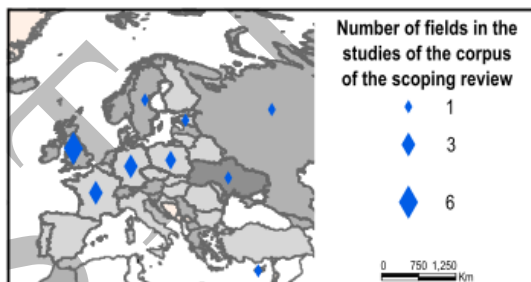 Number of fields in the
studies of the corpus
of the scoping review
1
3
6
0 750 1,250
Km